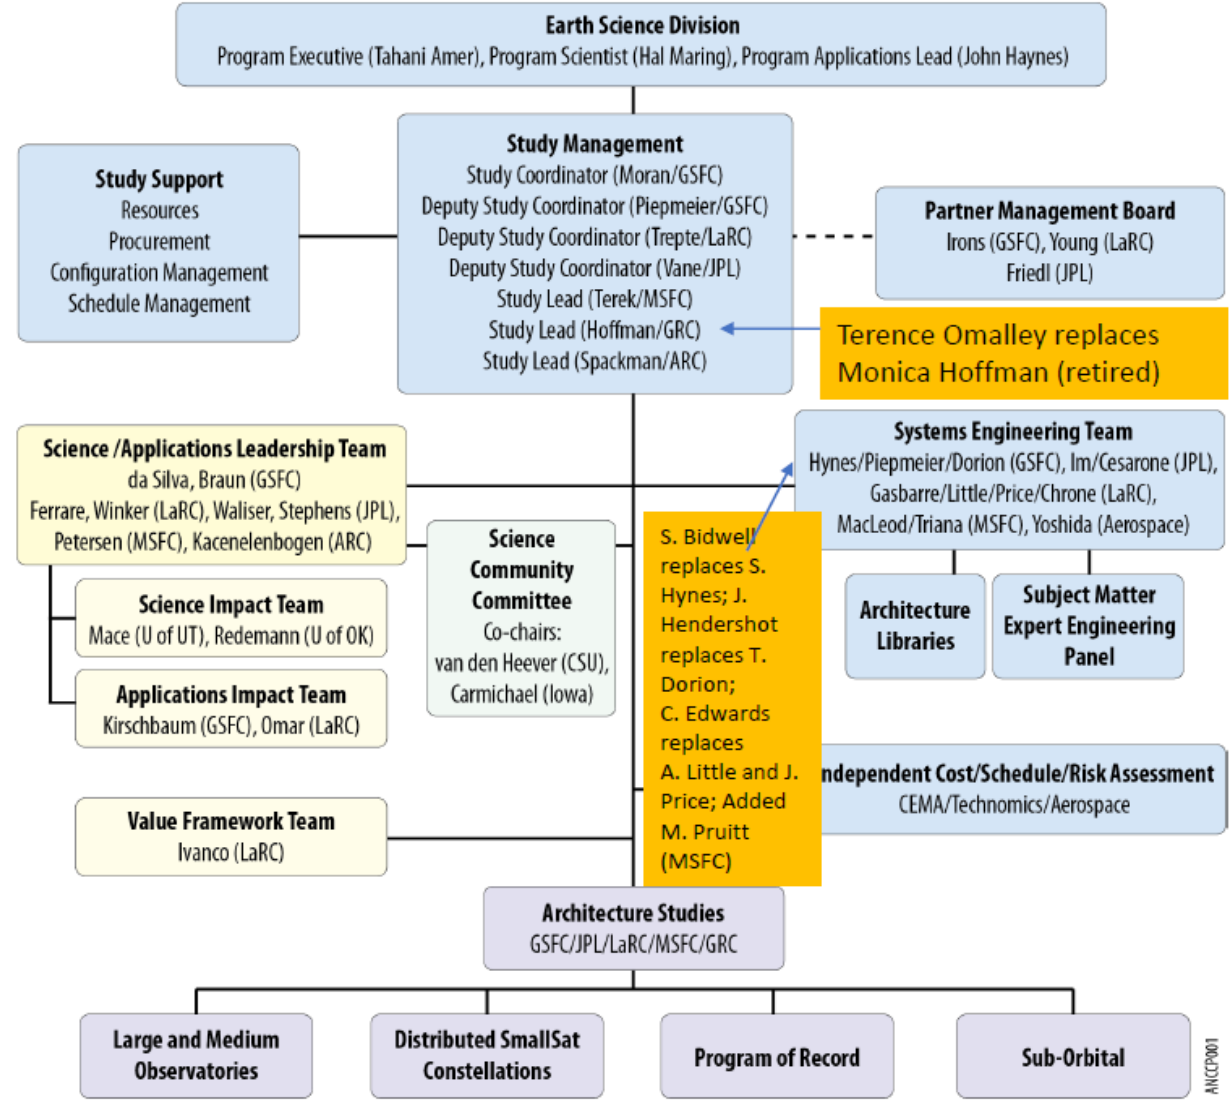 Earth Science Division
Program Executive (Tahani Amer), Program Scientist (Hal Maring), Program Applications Lead (John Haynes)
Study Management
Study Coordinator (Moran/GSFC)
Deputy Study Coordinator (Piepmeier/GSFC)
Deputy Study Coordinator (Trepte/LaRC)
Deputy Study Coordinator (Vane/JPL)
Study Lead (Terek/MSFC)
Study Lead (Hoffman/GRC)
Study Lead (Spackman/ARC)
Study Support
Resources
Procurement
Configuration Management
Schedule Management
Partner Management Board
Irons (GSFC), Young (LaRC)
Friedl (JPL)
Terence Omalley replaces
Monica Hoffman (retired)
Science /Applications Leadership Team
da Silva, Braun (GSFC)
Ferrare, Winker (LaRC), Waliser, Stephens (JPL),
Petersen (MSFC), Kacenelenbogen (ARC)
Systems Engineering Team
Hynes/Piepmeier/Dorion (GSFC), Im/Cesarone (JPL),
Gasbarre/Little/Price/Chrone (LaRC),
MacLeod/Triana (MSFC), Yoshida (Aerospace)
Science
Community
Committee
Co-chairs:
van den Heever (CSU),
Carmichael (Iowa)
S. Bidwell
replaces S.
Hynes; J.
Hendershot
replaces T.
Dorion;
C. Edwards
replaces
A. Little and J.
Price; Added
M. Pruitt
(MSFC)
Architecture
Libraries
Subject Matter
Expert Engineering
Panel
Science Impact Team
Mace (U of UT), Redemann (U of OK)
Applications Impact Team
Kirschbaum (GSFC), Omar (LaRC)
ndependent Cost/Schedule/Risk Assessment
CEMA/Technomics/Aerospace
Value Framework Team
Ivanco (LaRC)
Architecture Studies
GSFC/JPL/LaRC/MSFC/GRC
Large and Medium
Observatories
Distributed SmallSat
Constellations
Program of Record
Sub-Orbital
ANCCP001